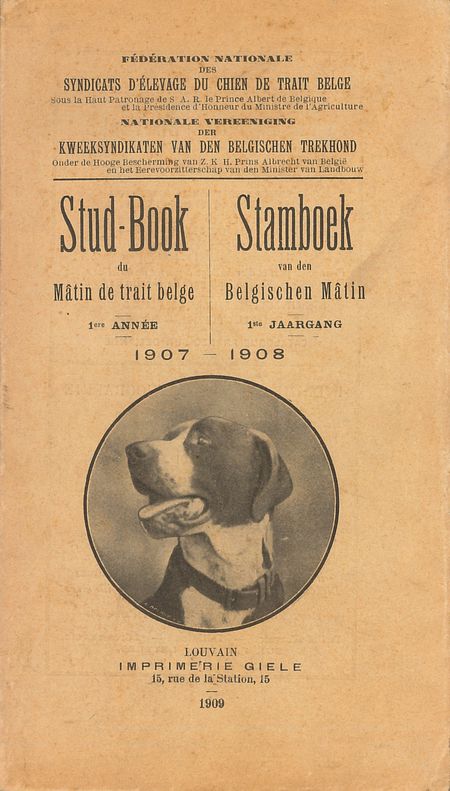 FÉDÉRATION NATIONALE
DES
SYNDICATS D'ÉLEVAGE DU CHIEN DE TRAIT BELGE
Sous la Haut Patronage de S. A. R. le Prince Albert de Belgique
et la Présidence d'Honneur du Ministre de l'Agriculture
NATIONALE VEREENIGING
DER
KWEEKSYNDIKATEN VAN DEN BELGISCHEN TREKHOND
Onder de Hooge Bescherming van Z. K. H. Prins Albrecht van België
en het Eerevoorzitterschap van den Minister van Landbouw
Stud-Book
du
Mâtin de trait belge
1ere ANNÉE
Stamboek
van den
Belgischen Mâtin
1ste JAARGANG
1907 — 1908
LOUVAIN
IMPRIMERIE GIELE
15, rue de la Station, 15
1909